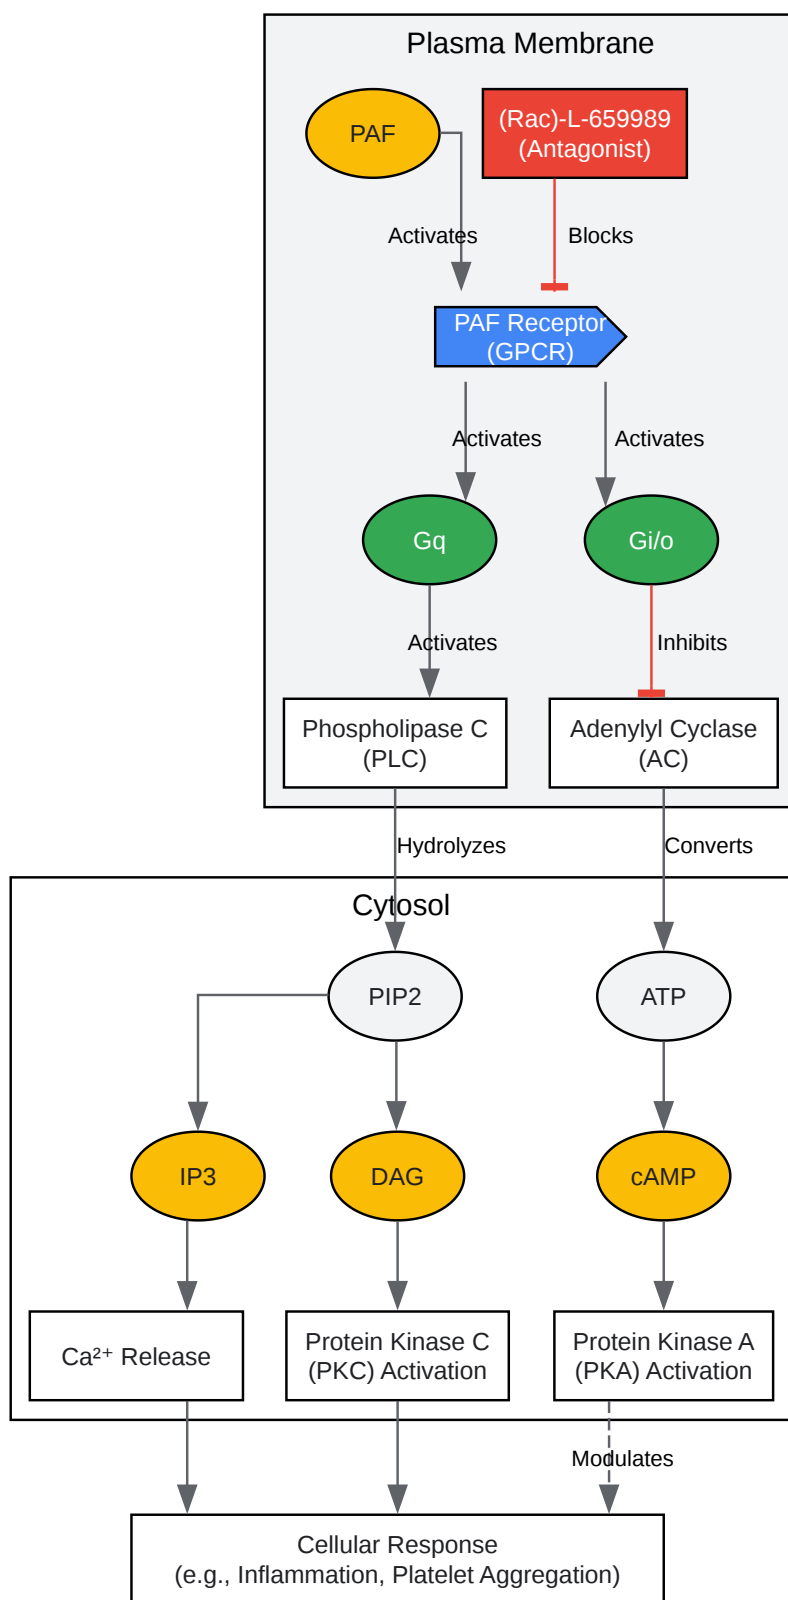 Plasma Membrane
PAF
(Rac)-L-659989
(Antagonist)
Activates
Blocks
PAF Receptor
(GPCR)
Activates
Activates
Gq
Gi/o
Activates
Inhibits
Phospholipase C
(PLC)
Adenylyl Cyclase
(AC)
Hydrolyzes
Converts
Cytosol
PIP2
ATP
IP3
DAG
cAMP
Ca²⁺ Release
Protein Kinase C
(PKC) Activation
Protein Kinase A
(PKA) Activation
Modulates
Cellular Response
(e.g., Inflammation, Platelet Aggregation)